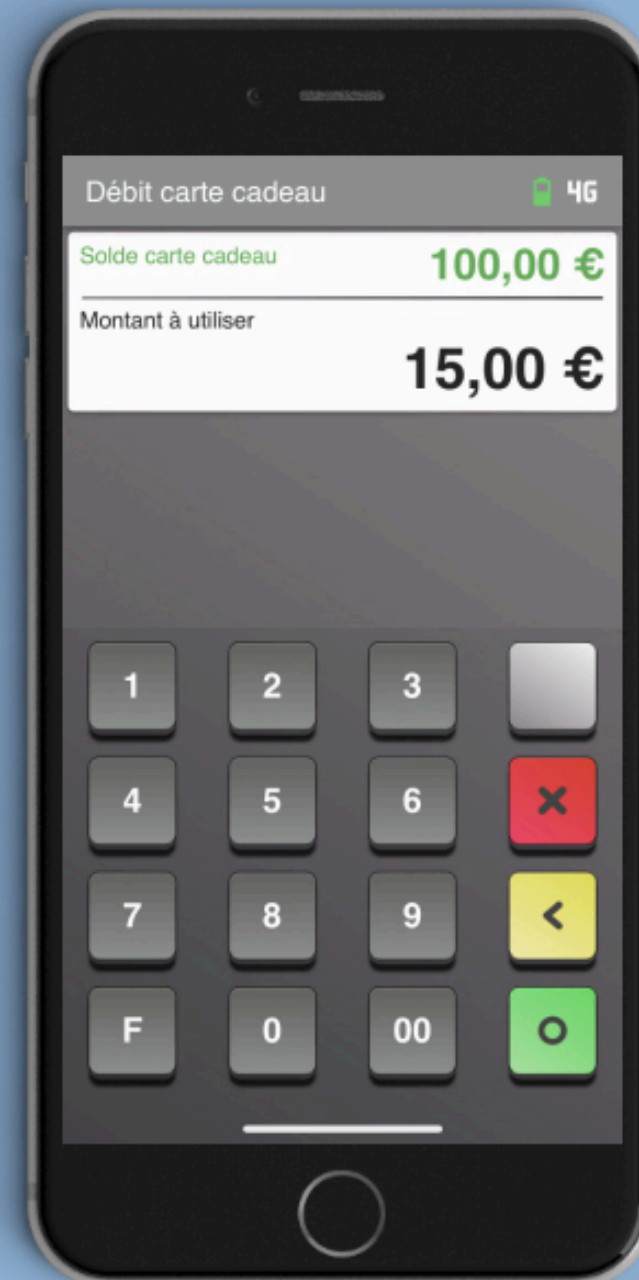 Débit carte cadeau 4G
Solde carte cadeau 100,00 €
Montant à utiliser
15,00 €
1 2 3
4 5 6
7 8 9
F 0 00